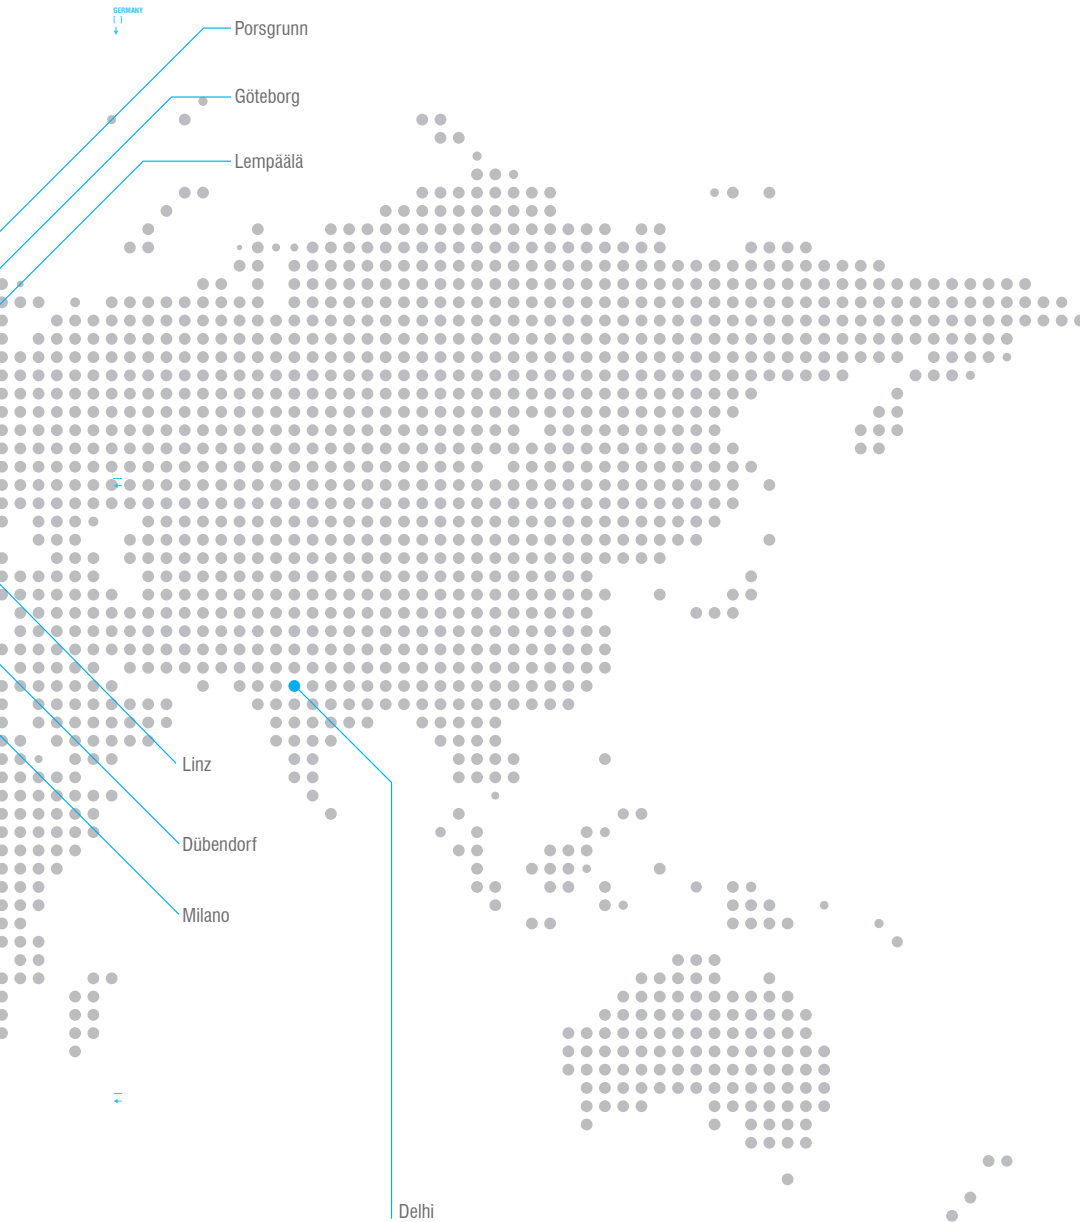 GERMANY
Porsgrunn
Göteborg
Lempäälä
Linz
Dübendorf
Milano
Delhi